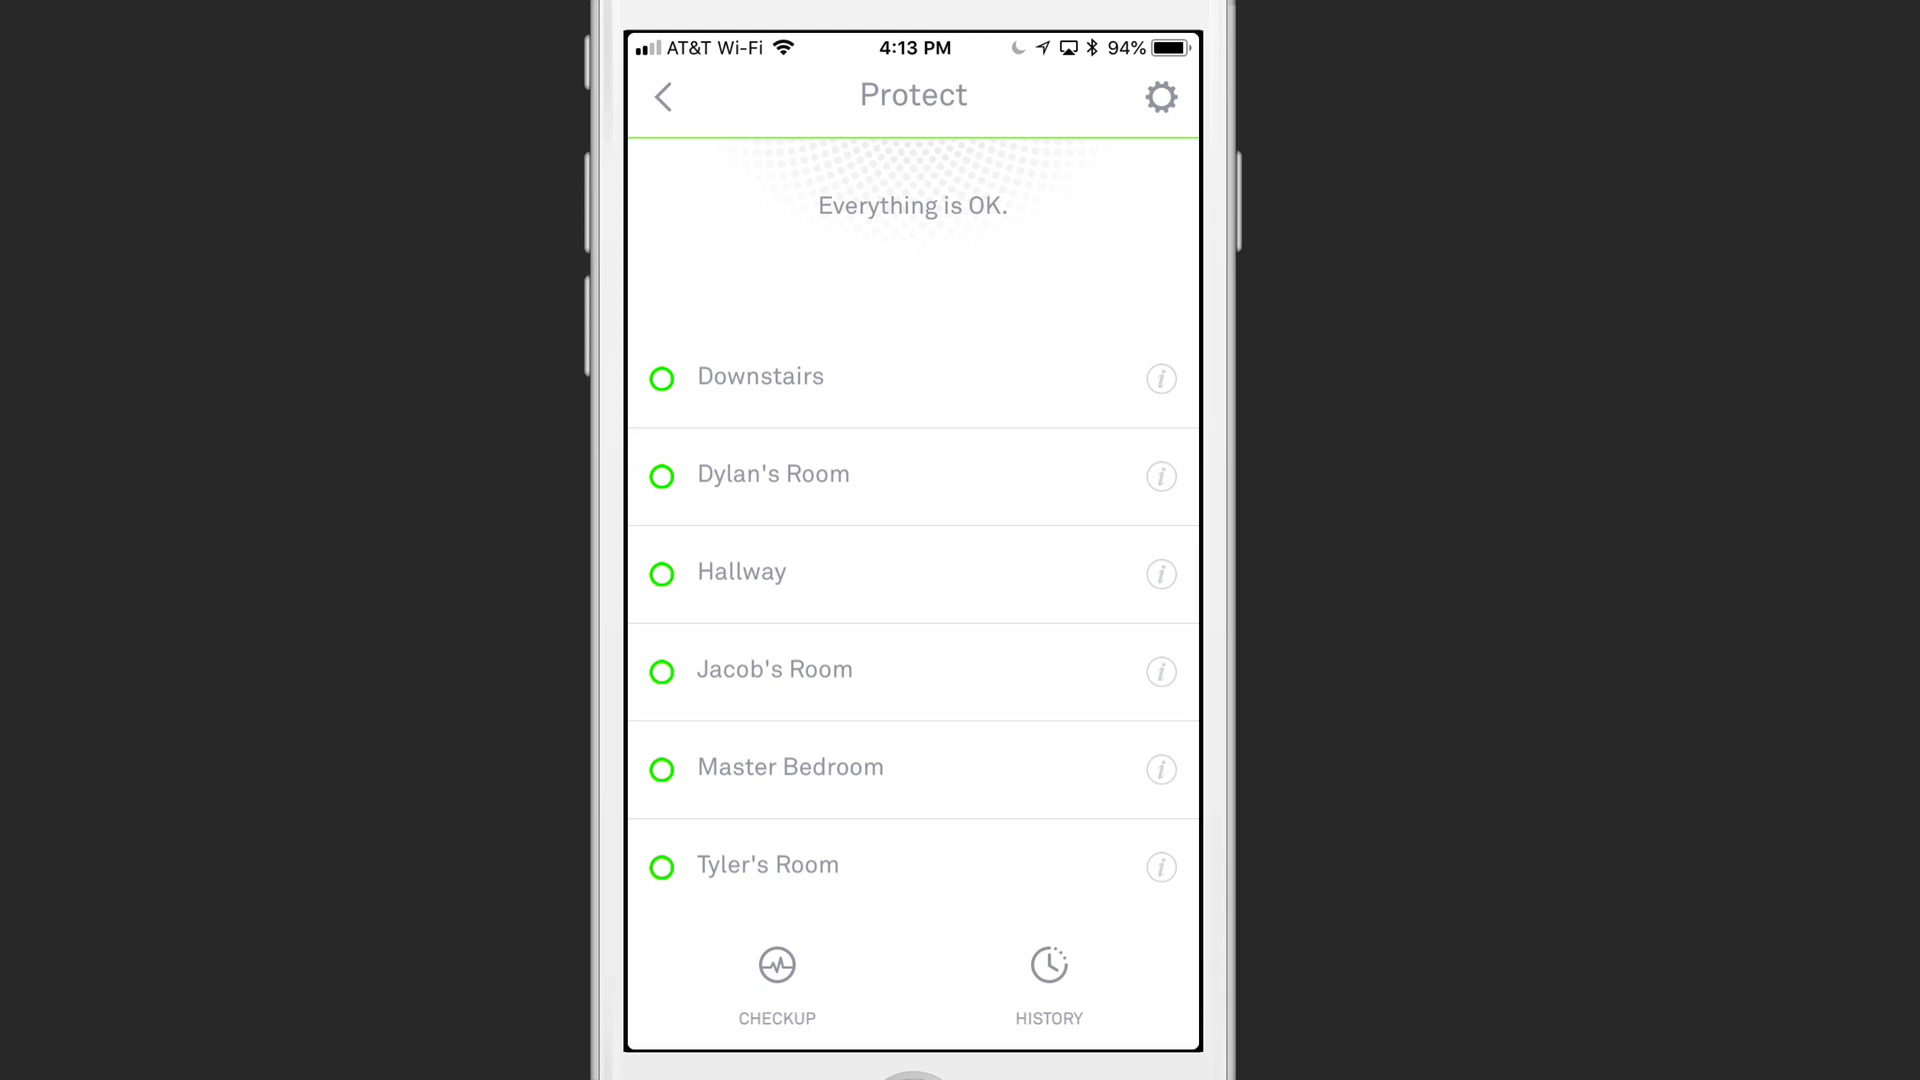 AT&T Wi-Fi 4:13 PM 94%
Protect
Everything is OK.
Downstairs
i
Dylan's Room
i
Hallway
i
Jacob's Room
i
Master Bedroom
i
Tyler's Room
i
CHECKUP HISTORY